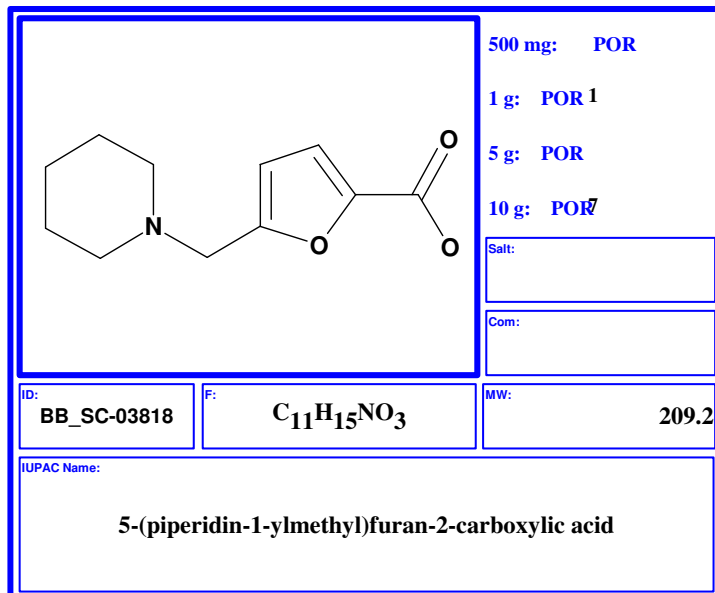 500 mg: POR
1 g: POR 1
5 g: POR
10 g: POR 7
O
N
O
O
Salt:
Com:
ID: BB_SC-03818
F: C11H15NO3
MW: 209.2
IUPAC Name:
5-(piperidin-1-ylmethyl)furan-2-carboxylic acid